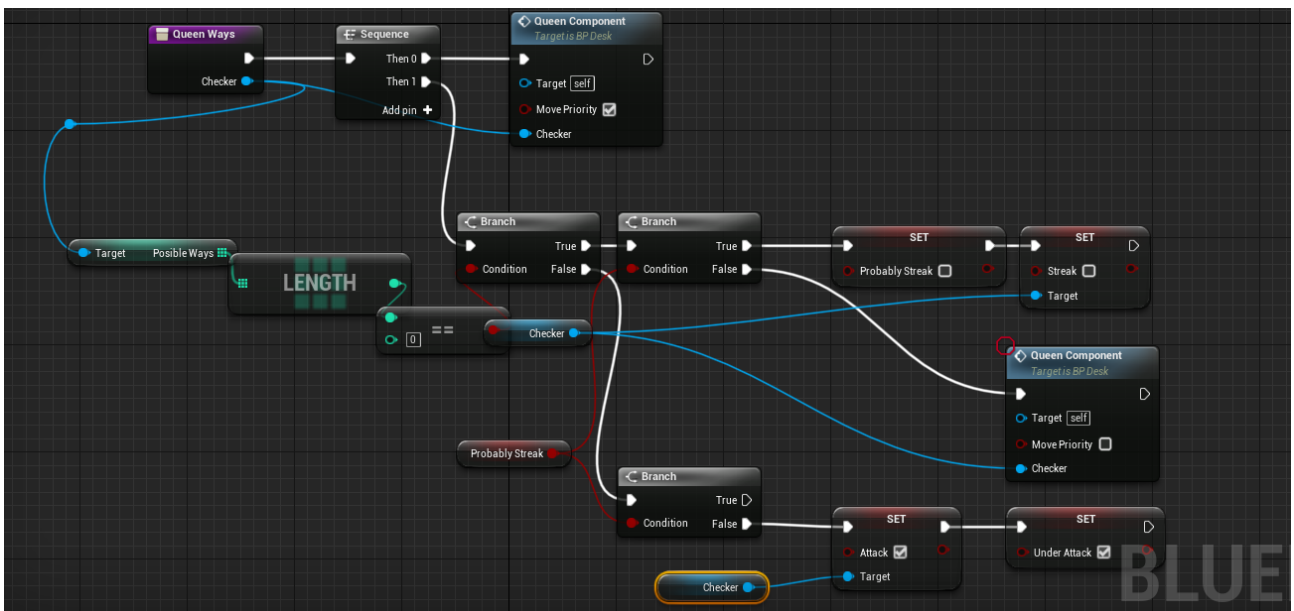 Queen Ways
Checker
Sequence
Then 0
Then 1
Add pin +
Queen Component
Target is BP Desk
Target self
Move Priority
Checker
Target Posible Ways
LENGTH
0 ==
Branch
True
Condition False
Branch
True
Condition False
Checker
SET
Probably Streak
SET
Streak
Target
Queen Component
Target is BP Desk
Target self
Move Priority
Checker
Probably Streak
Branch
True
Condition False
Checker
SET
Attack
Target
SET
Under Attack
BLUE